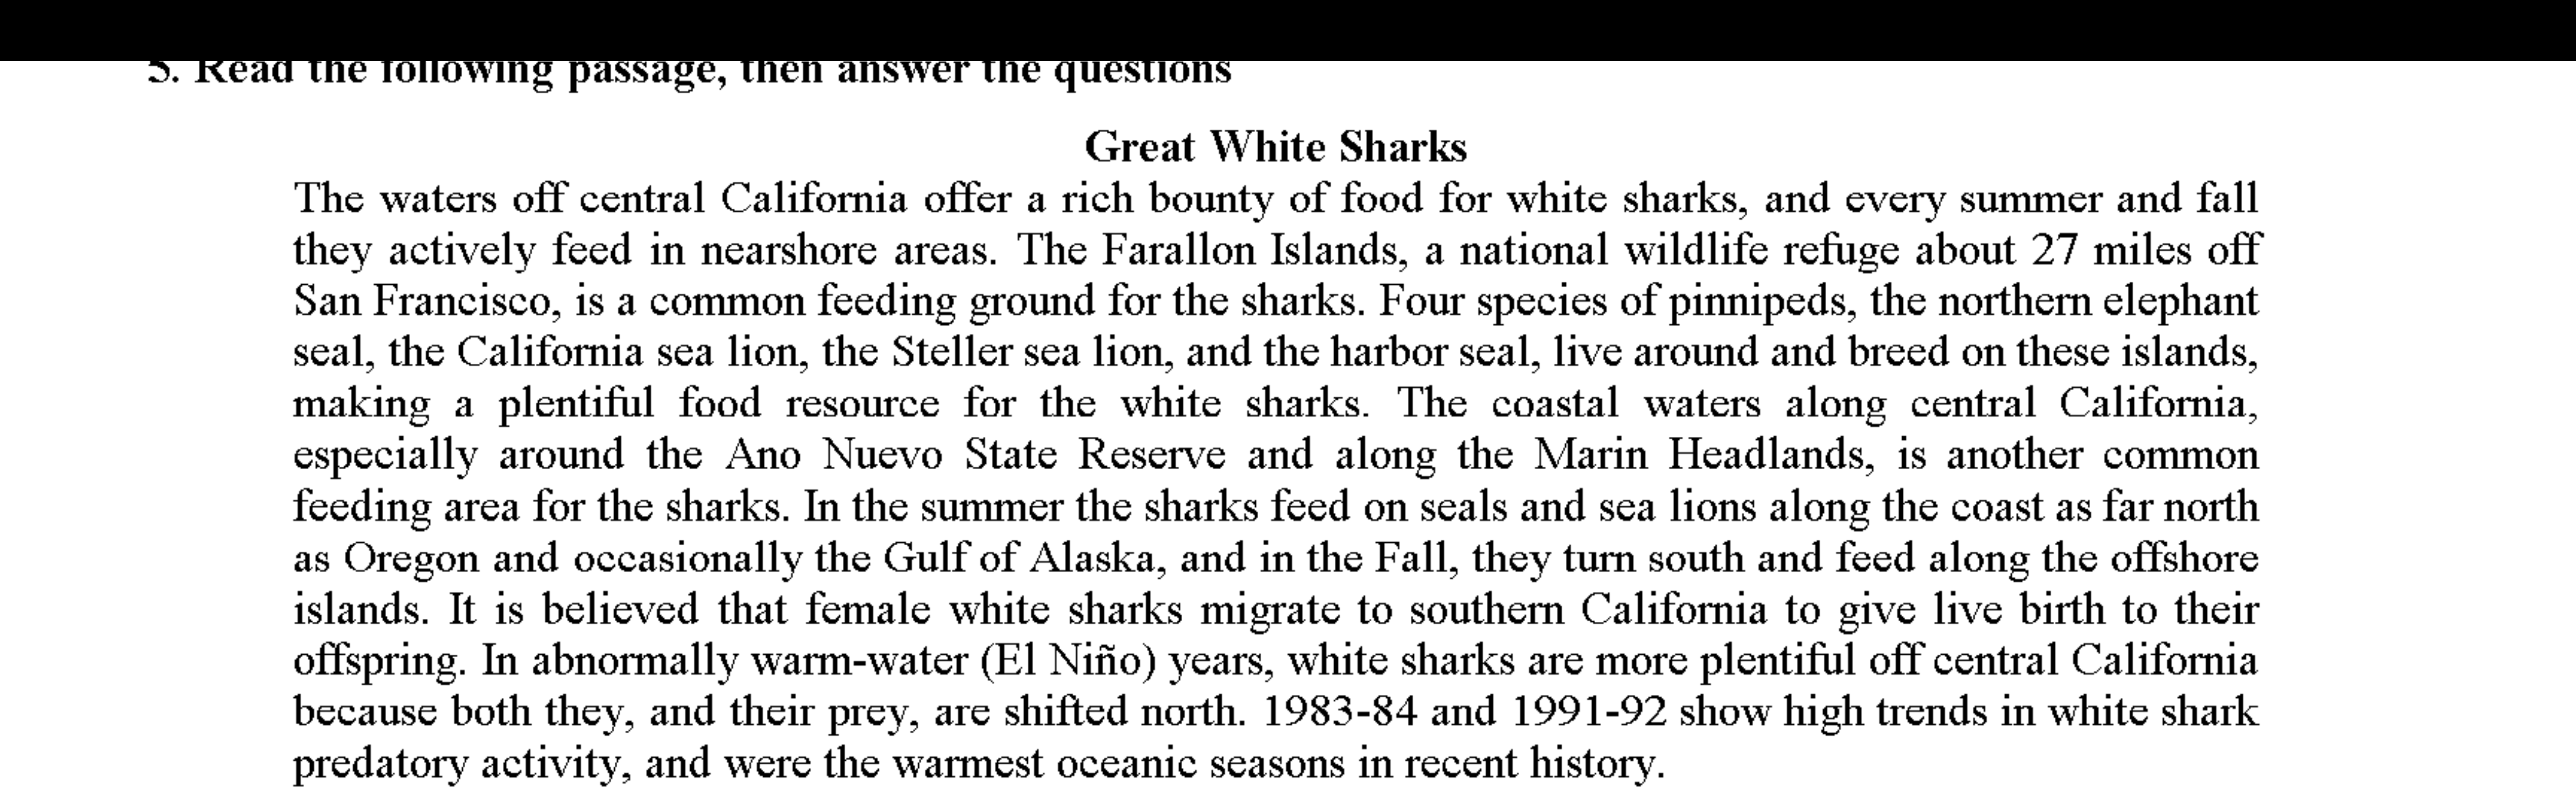 5. Read the following passage, then answer the questions
Great White Sharks
The waters off central California offer a rich bounty of food for white sharks, and every summer and fall
they actively feed in nearshore areas. The Farallon Islands, a national wildlife refuge about 27 miles off
San Francisco, is a common feeding ground for the sharks. Four species of pinnipeds, the northern elephant
seal, the California sea lion, the Steller sea lion, and the harbor seal, live around and breed on these islands,
making a plentiful food resource for the white sharks. The coastal waters along central California,
especially around the Ano Nuevo State Reserve and along the Marin Headlands, is another common
feeding area for the sharks. In the summer the sharks feed on seals and sea lions along the coast as far north
as Oregon and occasionally the Gulf of Alaska, and in the Fall, they turn south and feed along the offshore
islands. It is believed that female white sharks migrate to southern California to give live birth to their
offspring. In abnormally warm-water (El Niño) years, white sharks are more plentiful off central California
because both they, and their prey, are shifted north. 1983-84 and 1991-92 show high trends in white shark
predatory activity, and were the warmest oceanic seasons in recent history.